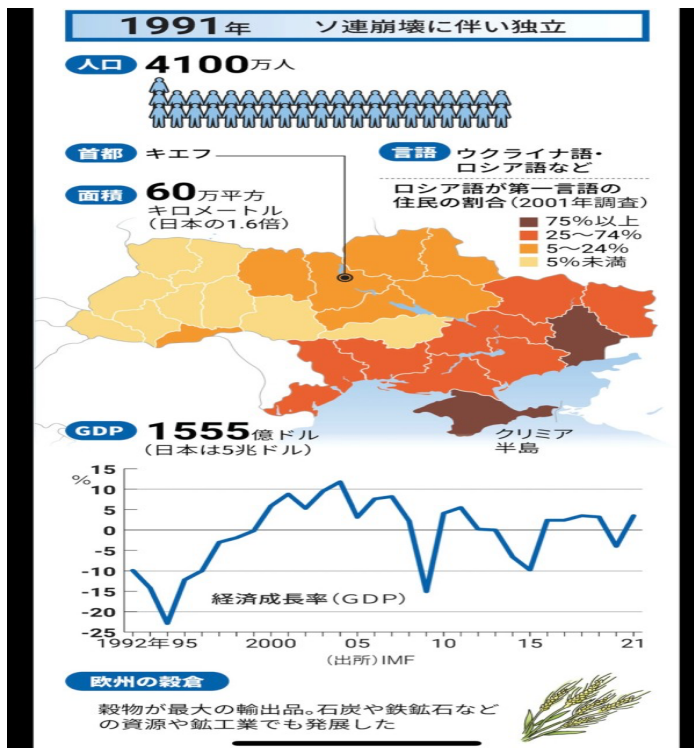 1991年 ソ連崩壊に伴い独立
人口 4100万人
首都 キエフ
言語 ウクライナ語・
ロシア語など
面積 60万平方
キロメートル
(日本の1.6倍)
ロシア語が第一言語の
住民の割合(2001年調査)
75%以上
25〜74%
5〜24%
5%未満
クリミア
半島
GDP 1555億ドル
(日本は5兆ドル)
%
15
10
5
0
-5
-10
-15
-20
-25
経済成長率(GDP)
1992年 95 2000 05 10 15 21
(出所)IMF
欧州の穀倉
穀物が最大の輸出品。石炭や鉄鉱石など
の資源や鉱工業でも発展した